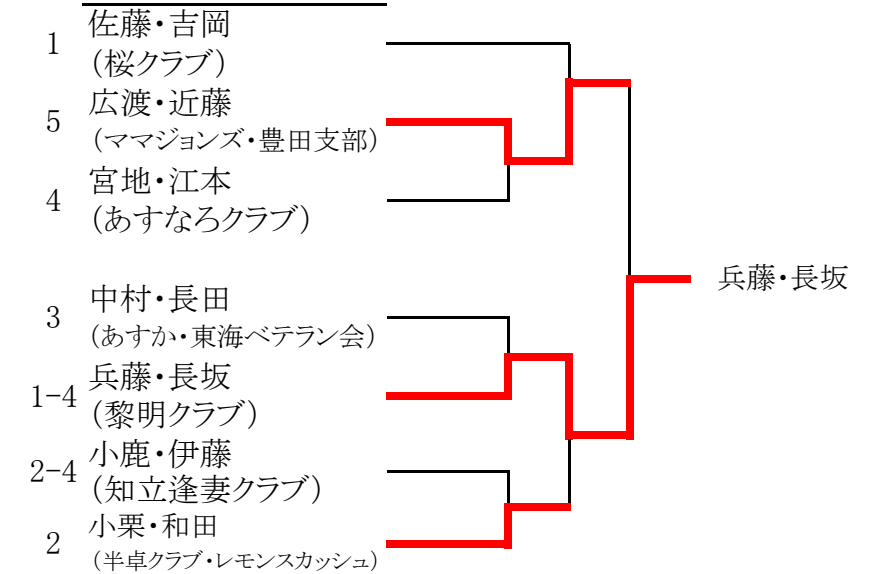 1
佐藤・吉岡
(桜クラブ)
5
広渡・近藤
(ママジョンズ・豊田支部)
4
宮地・江本
(あすなろクラブ)
3
中村・長田
(あすか・東海ベテラン会)
兵藤・長坂
1-4
兵藤・長坂
(黎明クラブ)
2-4
小鹿・伊藤
(知立逢妻クラブ)
2
小栗・和田
(半卓クラブ・レモンスカッシュ)